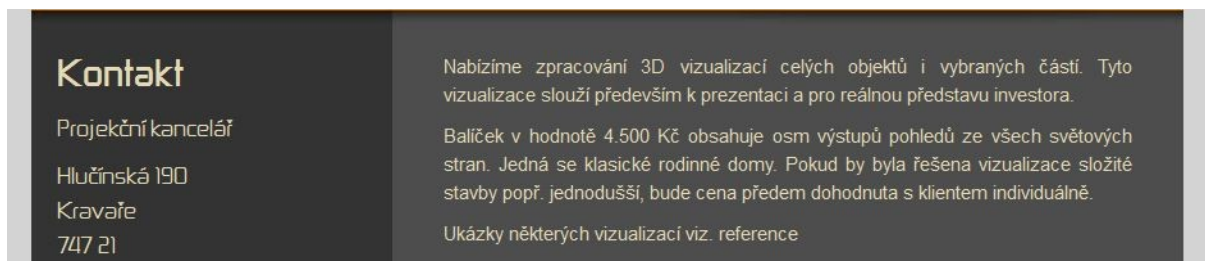 Kontakt
Projekční kancelář
Hlučínská 190
Kravaře
747 21
Nabízíme zpracování 3D vizualizací celých objektů i vybraných částí. Tyto
vizualizace slouží především k prezentaci a pro reálnou představu investora.
Balíček v hodnotě 4.500 Kč obsahuje osm výstupů pohledů ze všech světových
stran. Jedná se klasické rodinné domy. Pokud by byla řešena vizualizace složité
stavby popř. jednodušší, bude cena předem dohodnuta s klientem individuálně.
Ukázky některých vizualizací viz. reference